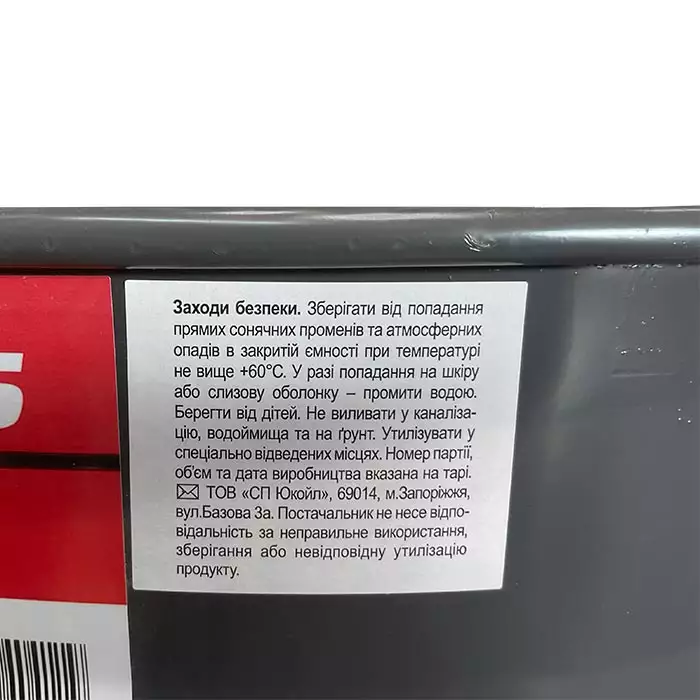 Заходи безпеки. Зберігати від попадання
прямих сонячних променів та атмосферних
опадів в закритій ємності при температурі
не вище +60°С. У разі попадання на шкіру
або слизову оболонку – промити водою.
Берегти від дітей. Не виливати у каналіза-
цію, водоймища та на ґрунт. Утилізувати у
спеціально відведених місцях. Номер партії,
об'єм та дата виробництва вказана на тарі.
ТОВ «СП Юкойл», 69014, м.Запоріжжя,
вул.Базова 3а. Постачальник не несе відпо-
відальність за неправильне використання,
зберігання або невідповідну утилізацію
продукту.